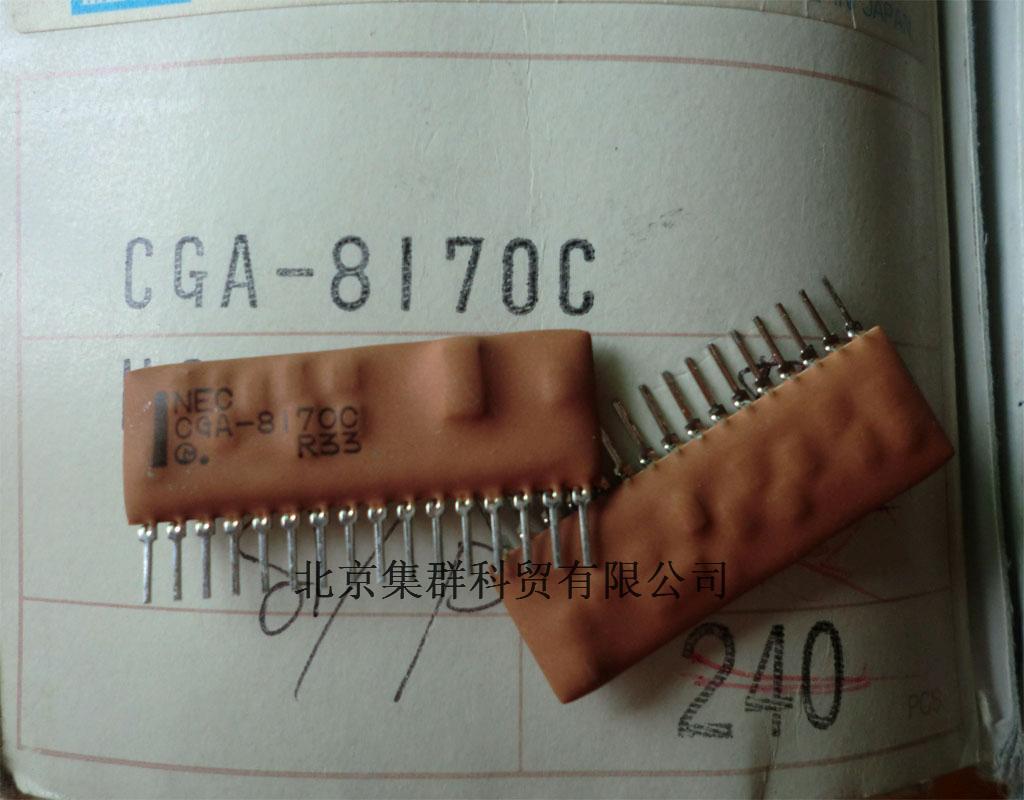 IN JAPAN
CGA-8170C
NEC
CGA-8170C
R33
北京集群科贸有限公司
240
PCS